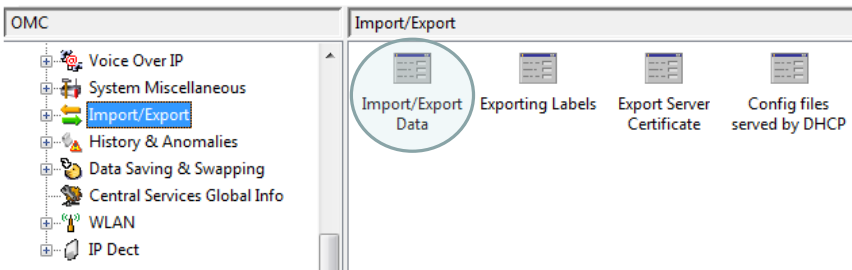 OMC
Voice Over IP
System Miscellaneous
Import/Export
History & Anomalies
Data Saving & Swapping
Central Services Global Info
WLAN
IP Dect
Import/Export
Import/Export
Data
Exporting Labels
Export Server
Certificate
Config files
served by DHCP